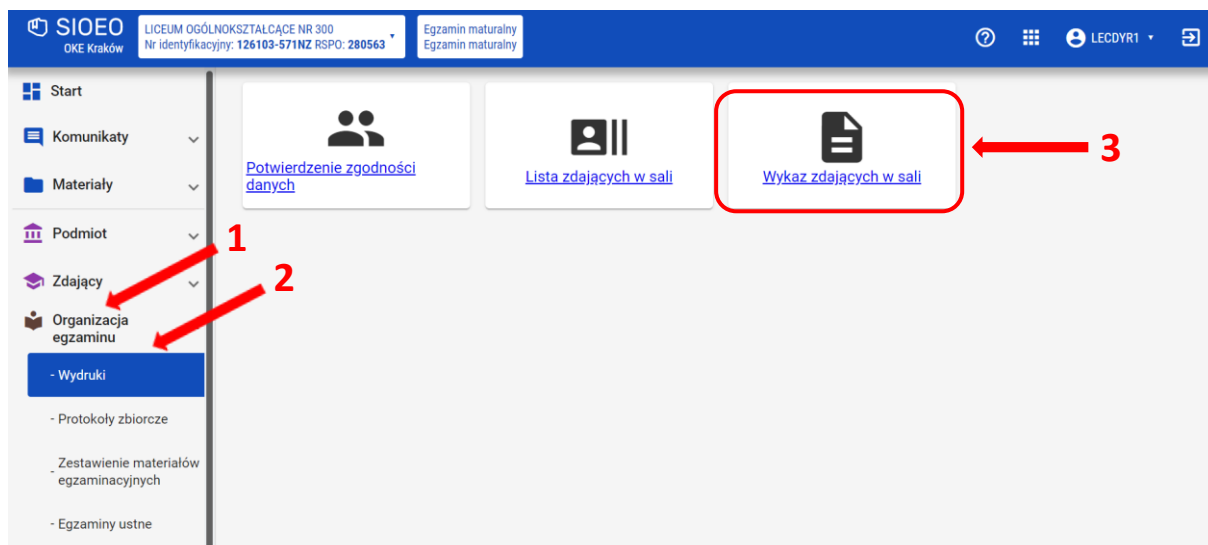 SIOEO
OKE Kraków
LICEUM OGÓLNOKSZTAŁCĄCE NR 300
Nr identyfikacyjny: 126103-571NZ RSPO: 280563
Egzamin maturalny
Egzamin maturalny
LECDYR1
Start
Komunikaty
Materiały
Podmiot
Zdający
Organizacja
egzaminu
- Wydruki
- Protokoły zbiorcze
- Zestawienie materiałów
egzaminacyjnych
- Egzaminy ustne
Potwierdzenie zgodności
danych
Lista zdających w sali
Wykaz zdających w sali
3
1
2